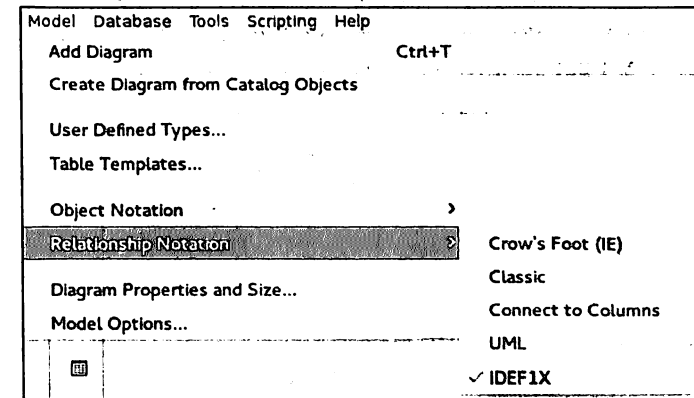 Model Database Tools Scripting Help
Add Diagram Ctrl+T
Create Diagram from Catalog Objects
User Defined Types...
Table Templates...
Object Notation
Relationship Notation
Crow's Foot (IE)
Classic
Diagram Properties and Size...
Connect to Columns
Model Options...
UML
✓ IDEF1X